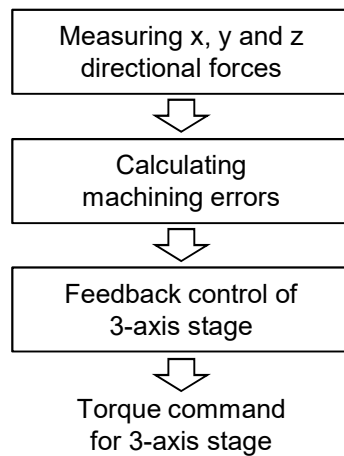 Measuring x, y and z
directional forces
Calculating
machining errors
Feedback control of
3-axis stage
Torque command
for 3-axis stage